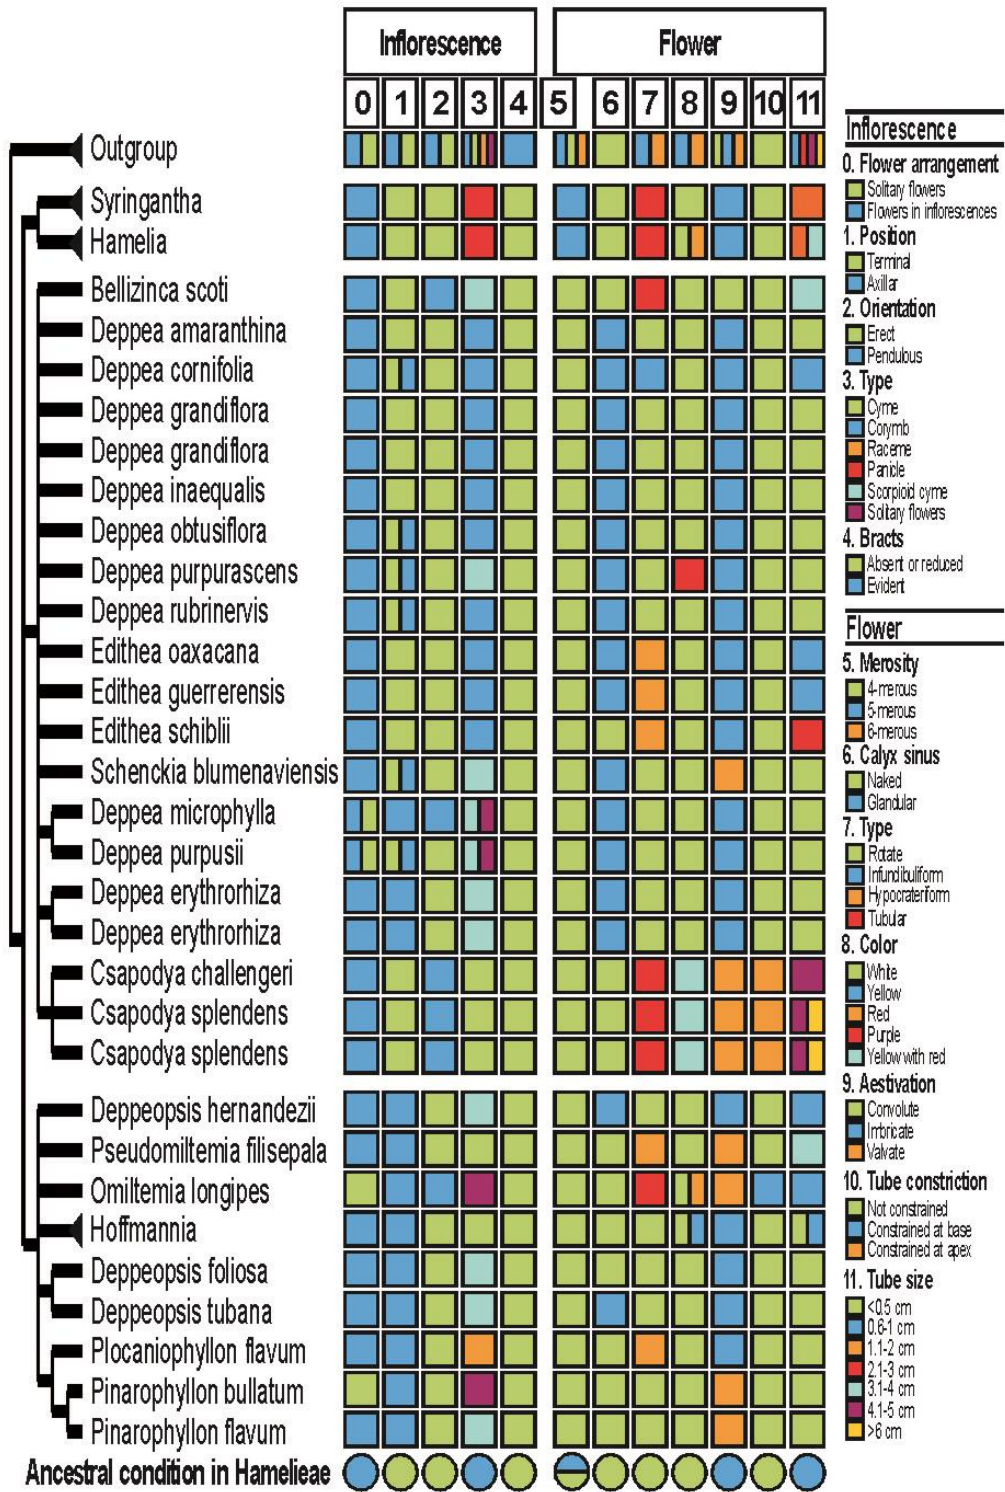 Inflorescence Flower
0 1 2 3 4 5 6 7 8 9 10 11
Outgroup
Syringantha
Hamelia
Bellizinca scoti
Deppea amaranthina
Deppea cornifolia
Deppea grandiflora
Deppea grandiflora
Deppea inaequalis
Deppea obtusiflora
Deppea purpurascens
Deppea rubrinervis
Edithea oaxacana
Edithea guerrerensis
Edithea schiblii
Schenckia blumenaviensis
Deppea microphylla
Deppea purpusii
Deppea erythrorhiza
Deppea erythrorhiza
Csapodya challengeri
Csapodya splendens
Csapodya splendens
Deppeopsis hernandezii
Pseudomiltemia filisepala
Omiltemia longipes
Hoffmannia
Deppeopsis foliosa
Deppeopsis tubana
Plocaniophyllon flavum
Pinarophyllon bullatum
Pinarophyllon flavum
Ancestral condition in Hamelieae
Inflorescence
0. Flower arrangement
Solitary flowers
Flowers in inflorescences
1. Position
Terminal
Axillar
2. Orientation
Erect
Pendubus
3. Type
Cyme
Corymb
Raceme
Panicle
Scorpioid cyme
Solitary flowers
4. Bracts
Absent or reduced
Evident
Flower
5. Merosity
4-merous
5-merous
6-merous
6. Calyx sinus
Naked
Glandular
7. Type
Rotate
Infundibuliform
Hypocrateriform
Tubular
8. Color
White
Yellow
Red
Purple
Yellow with red
9. Aestivation
Convolute
Imbricate
Valvate
10. Tube constriction
Not constrained
Constrained at base
Constrained at apex
11. Tube size
<0.5 cm
0.6-1 cm
1.1-2 cm
2.1-3 cm
3.1-4 cm
4.1-5 cm
>6 cm